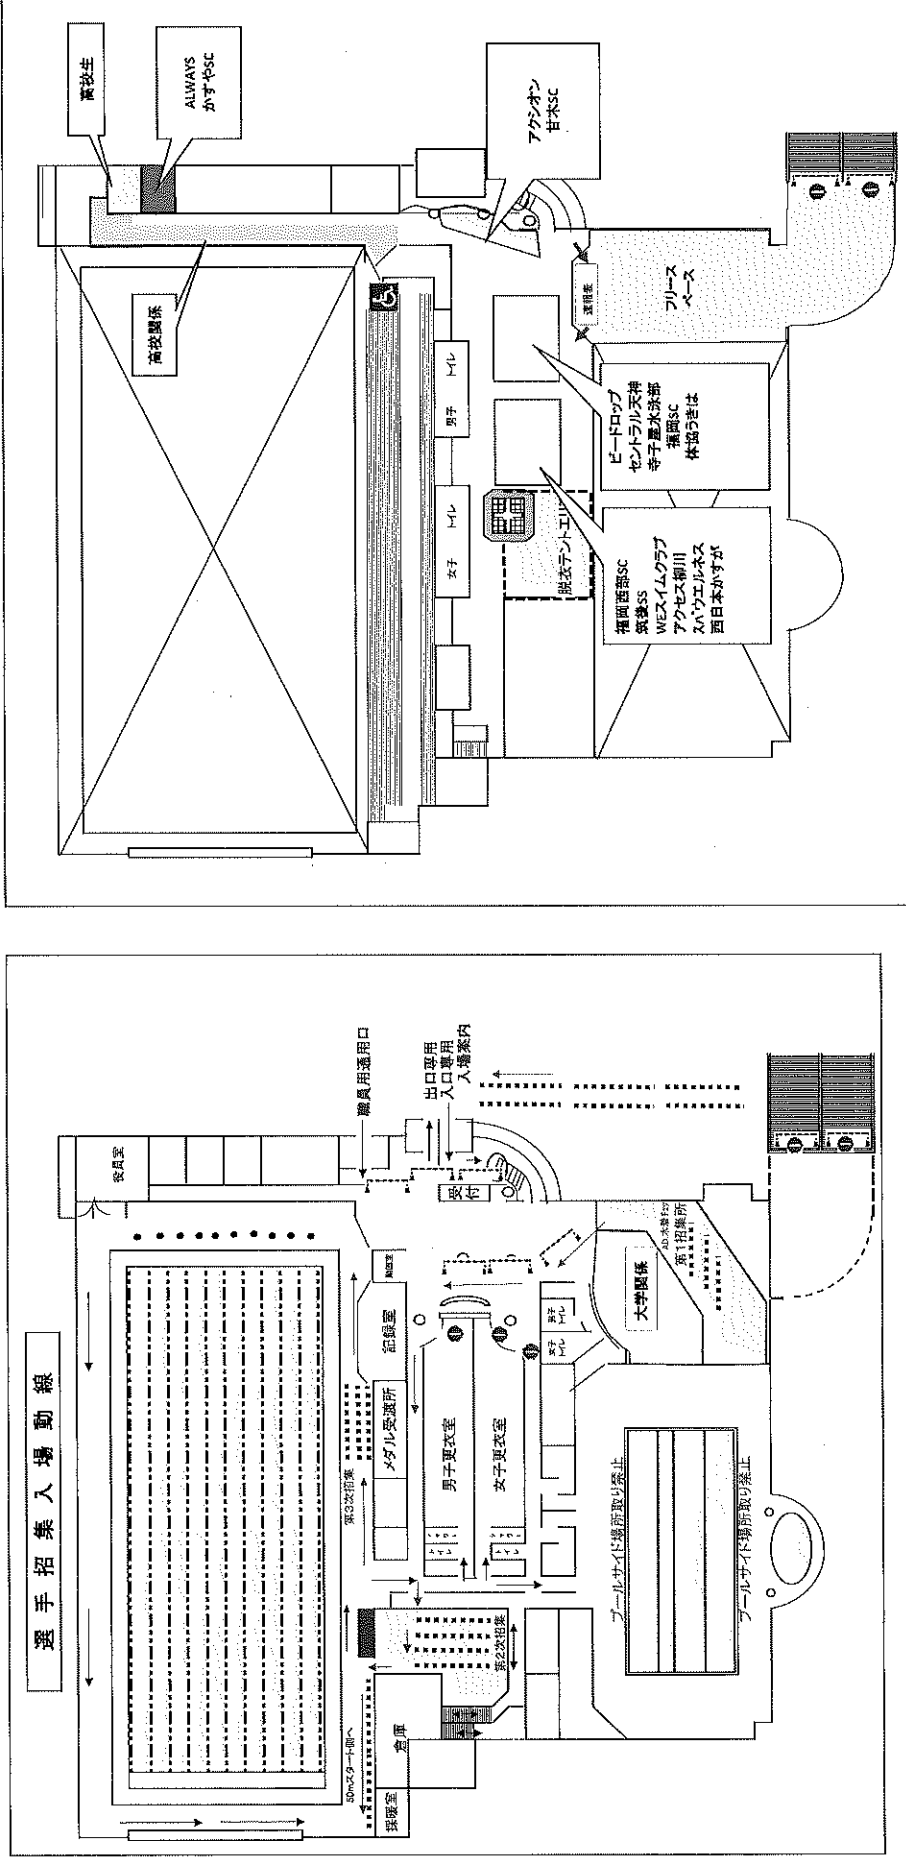 選手招集入場動線
役員室
職員用通用口
出口専用
入口専用
入場案内
受付
記録室
メダル受渡所
第3次招集
男子更衣室
女子更衣室
男子
トイレ
女子
トイレ
大学関係
第1招集所
トイレ
トイレ
第2次招集
50mスタート側へ
倉庫
採暖室
プールサイド場所取り禁止
プールサイド場所取り禁止
高校生
ALWAYS
かすやSC
高校関係
アクシオン
甘木SC
男子
トイレ
女子
トイレ
速報板
フリース
ペース
脱衣テントエリ
ビードロップ
セントラル天神
寺子屋水泳部
福岡SC
体協うきは
福岡西部SC
筑後SS
WEスイムクラブ
アクセス柳川
スパウエルネス
西日本かすが